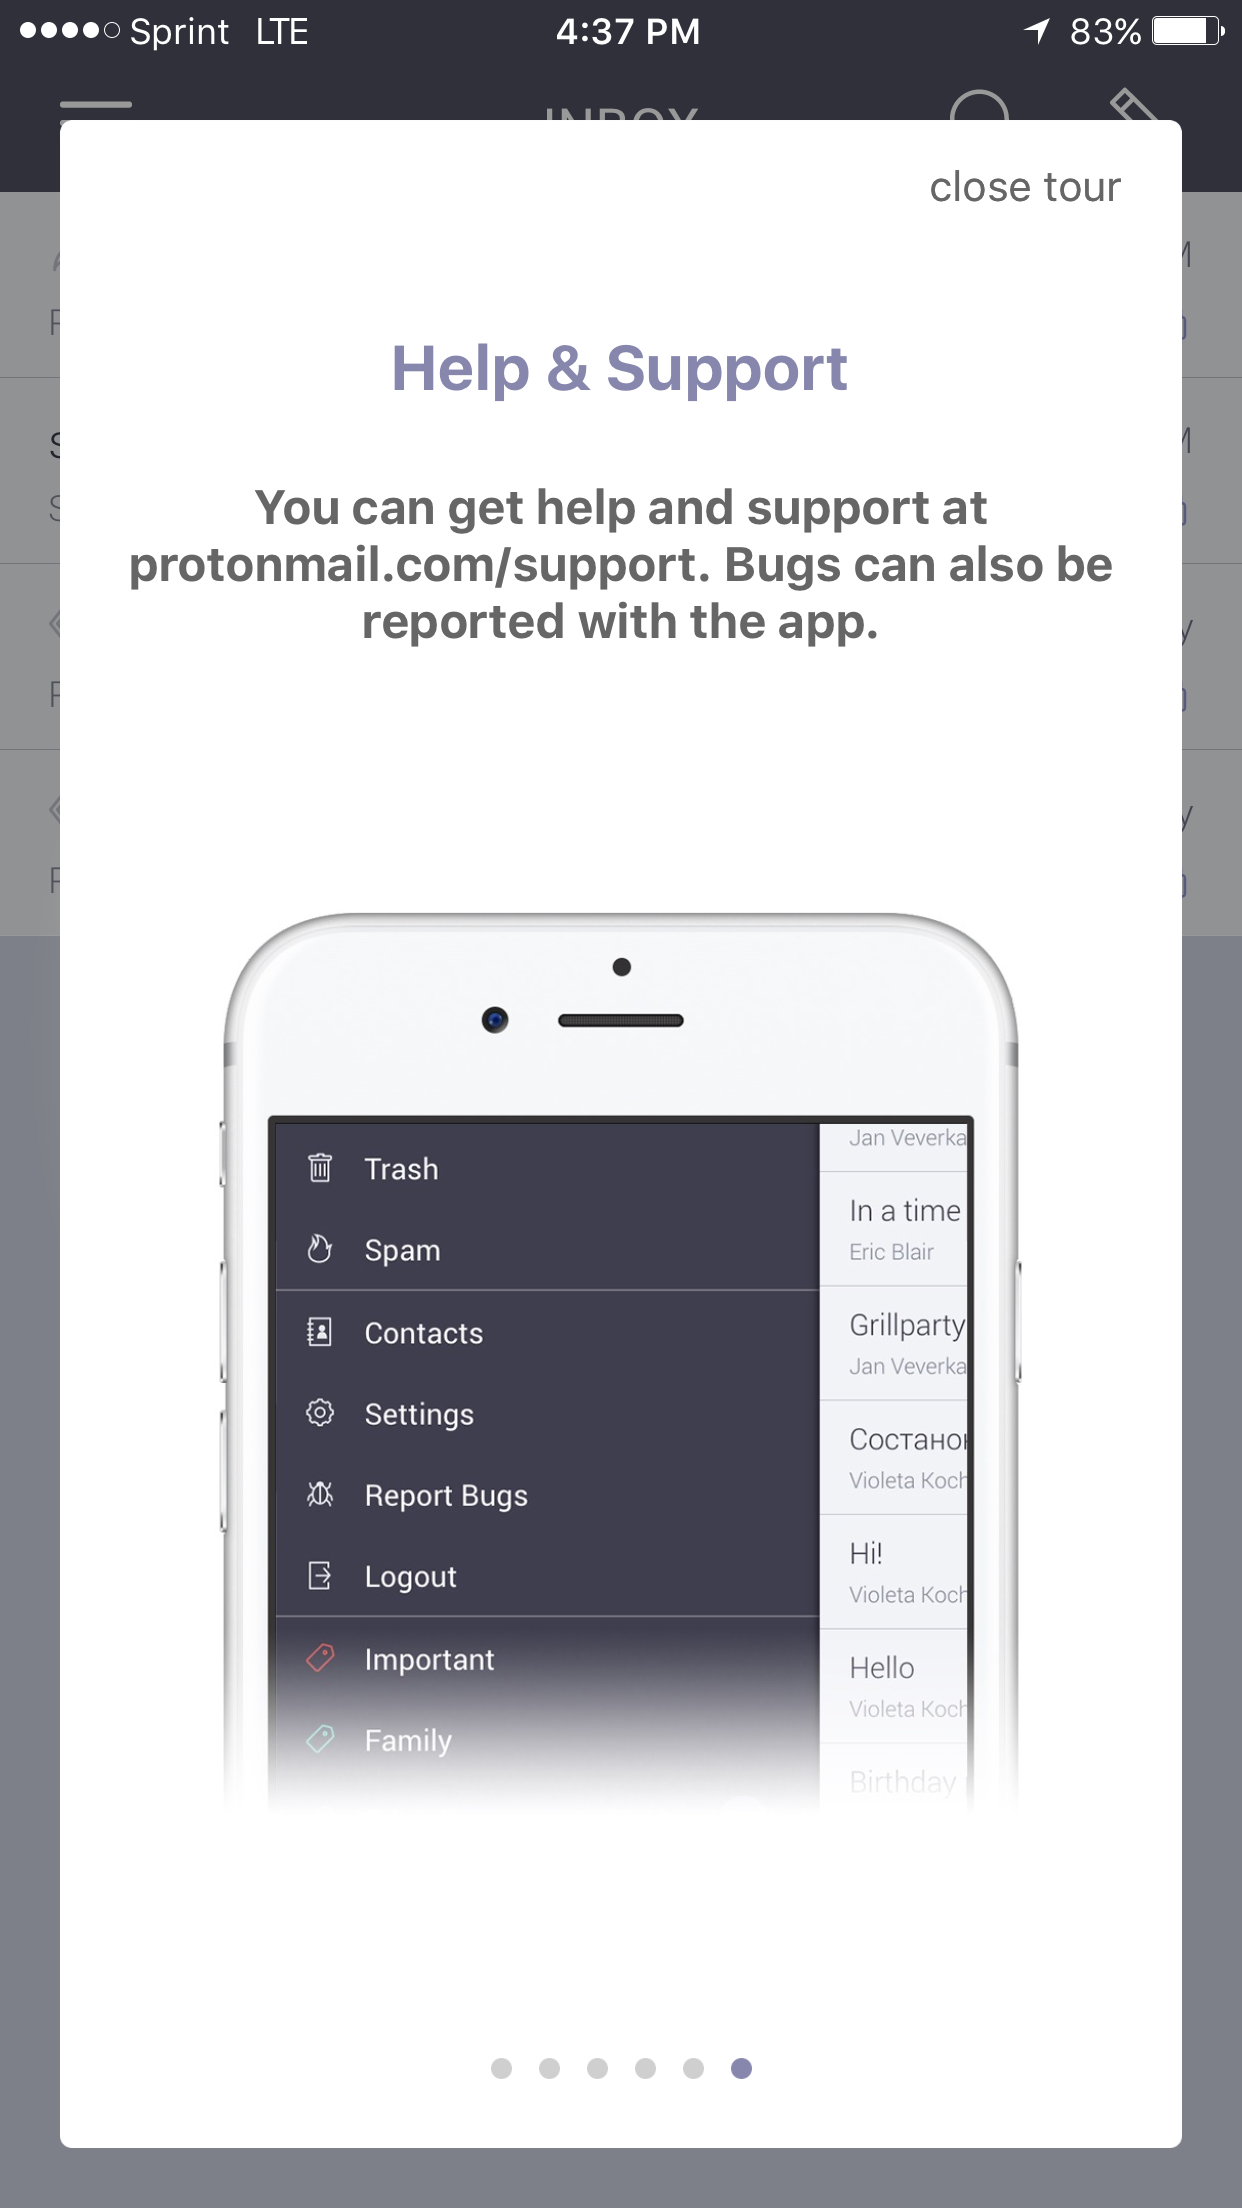 Sprint LTE 4:37 PM 83%
INBOX
close tour
Help & Support
You can get help and support at
protonmail.com/support. Bugs can also be
reported with the app.
Trash
Spam
Contacts
Settings
Report Bugs
Logout
Important
Family
Jan Veverka
In a time
Eric Blair
Grillparty
Jan Veverka
Violeta Koch
Hi!
Violeta Koch
Hello
Violeta Koch
Birthday